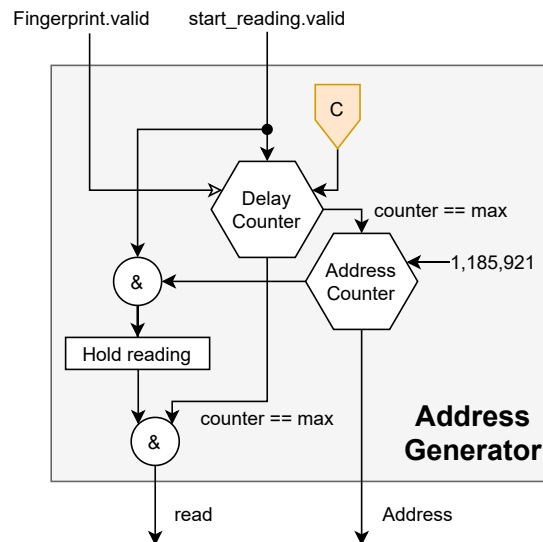 Fingerprint.valid
start_reading.valid
C
Delay
Counter
counter == max
Address
Counter
1,185,921
&
Hold reading
counter == max
&
Address
Generator
read
Address